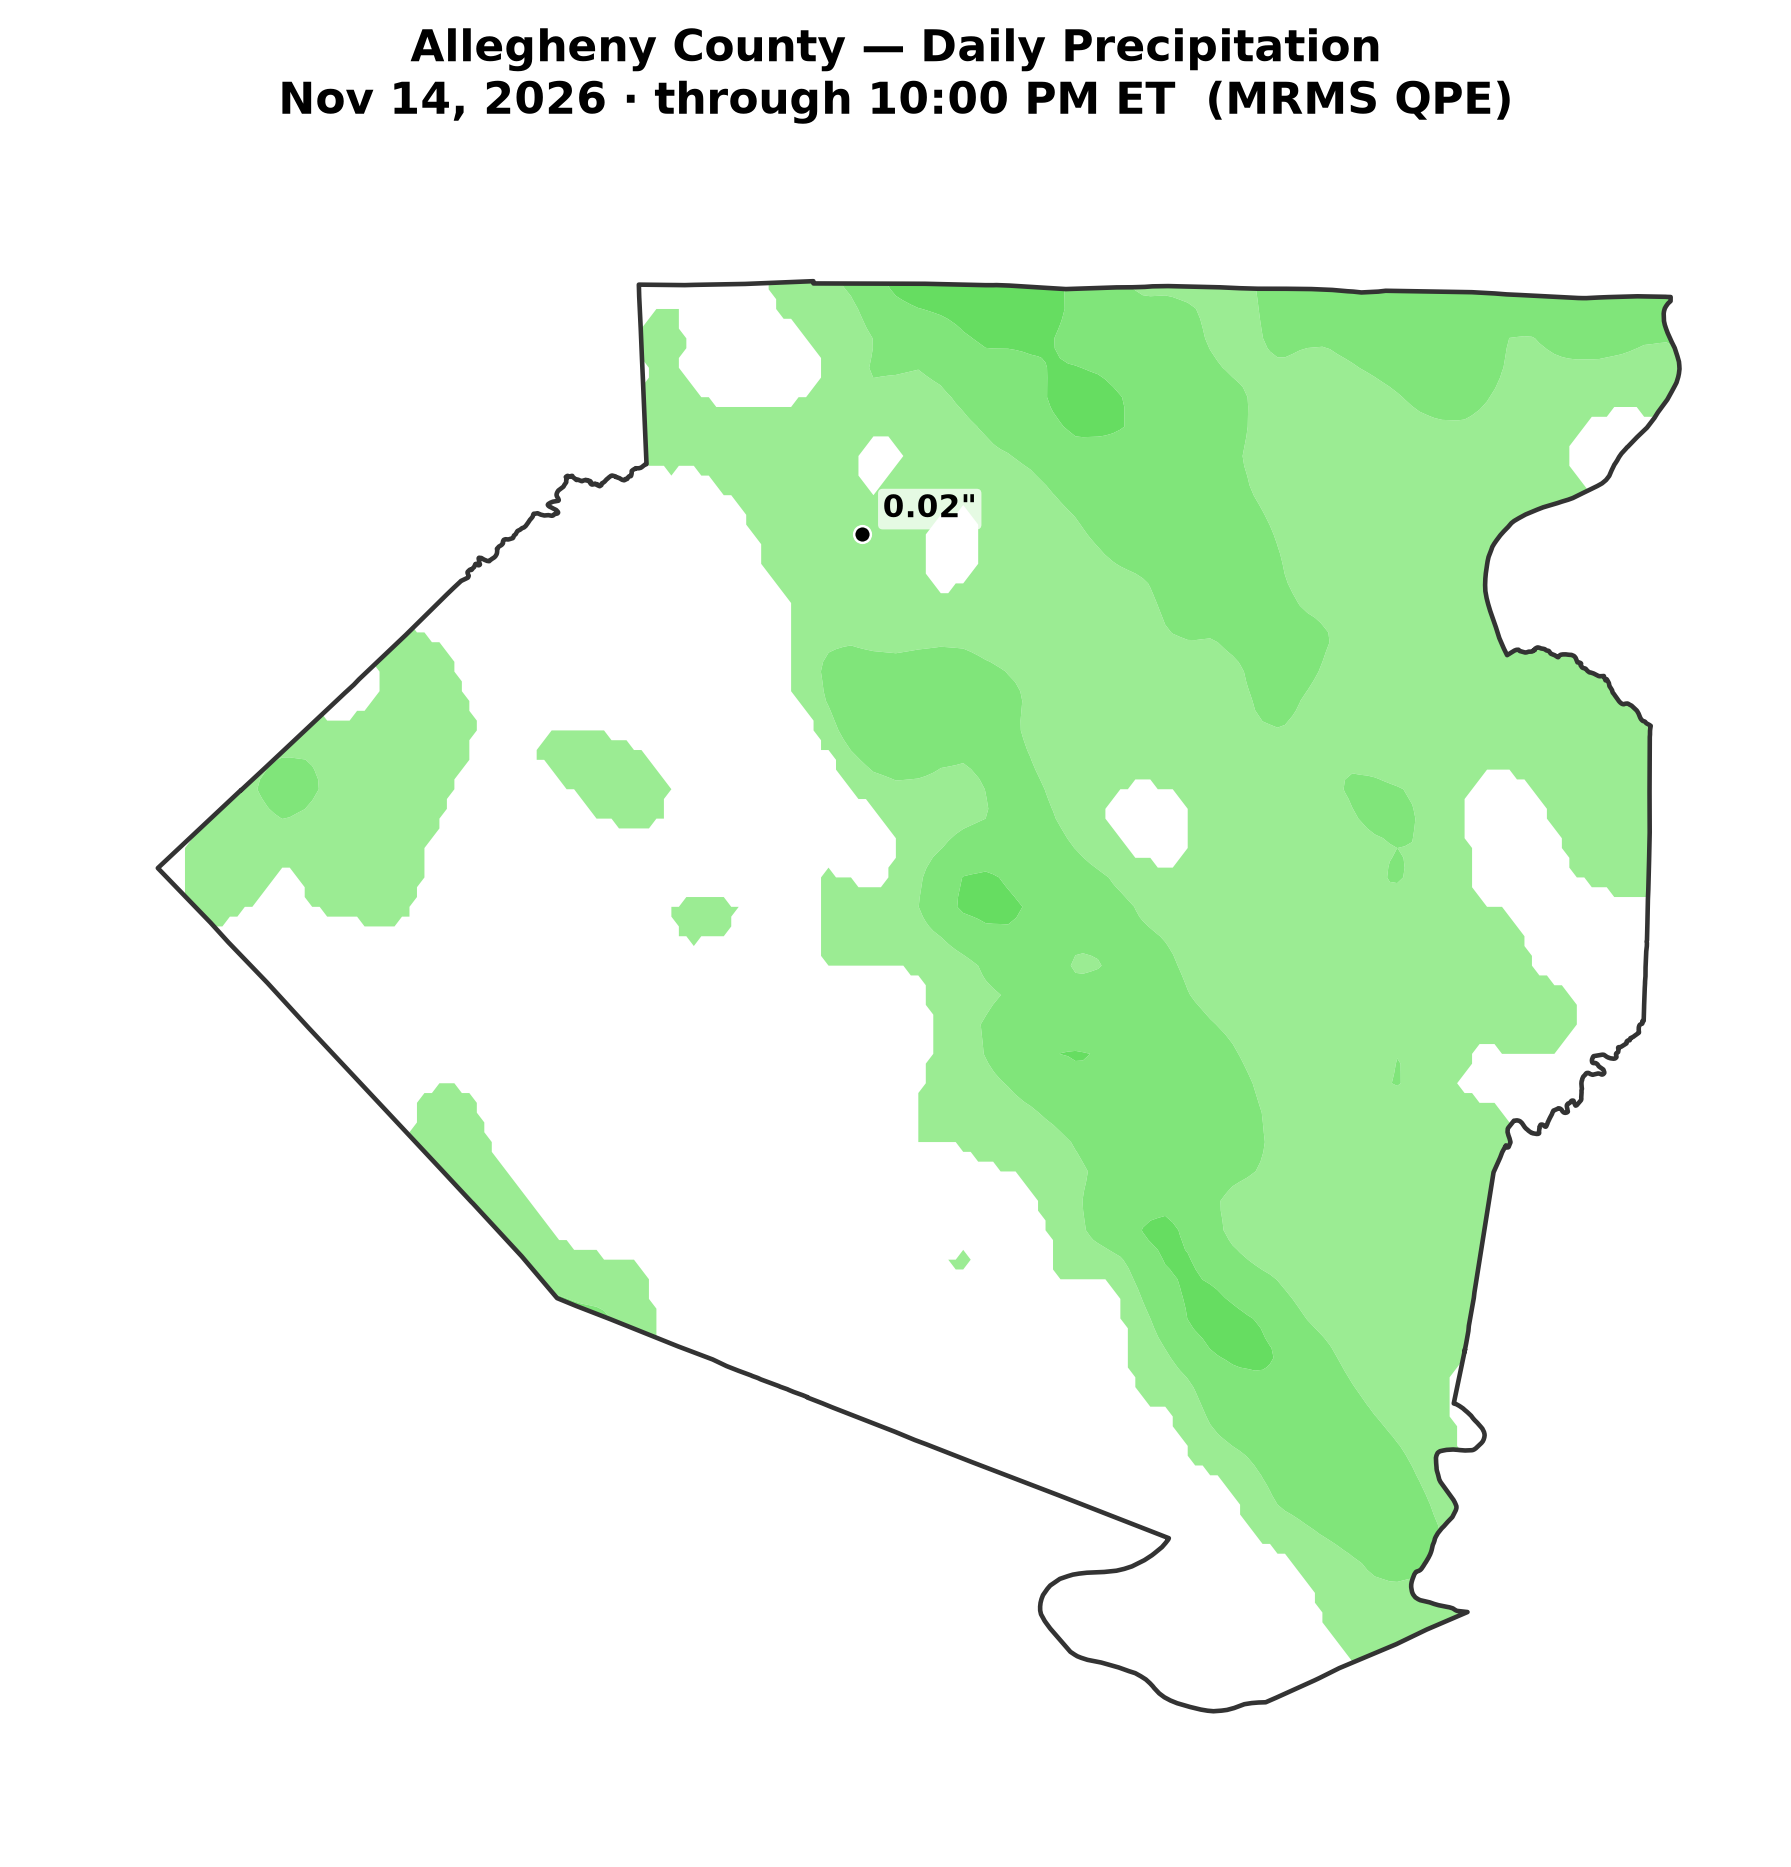 Allegheny County — Daily Precipitation
Nov 14, 2026 · through 10:00 PM ET (MRMS QPE)
0.02"